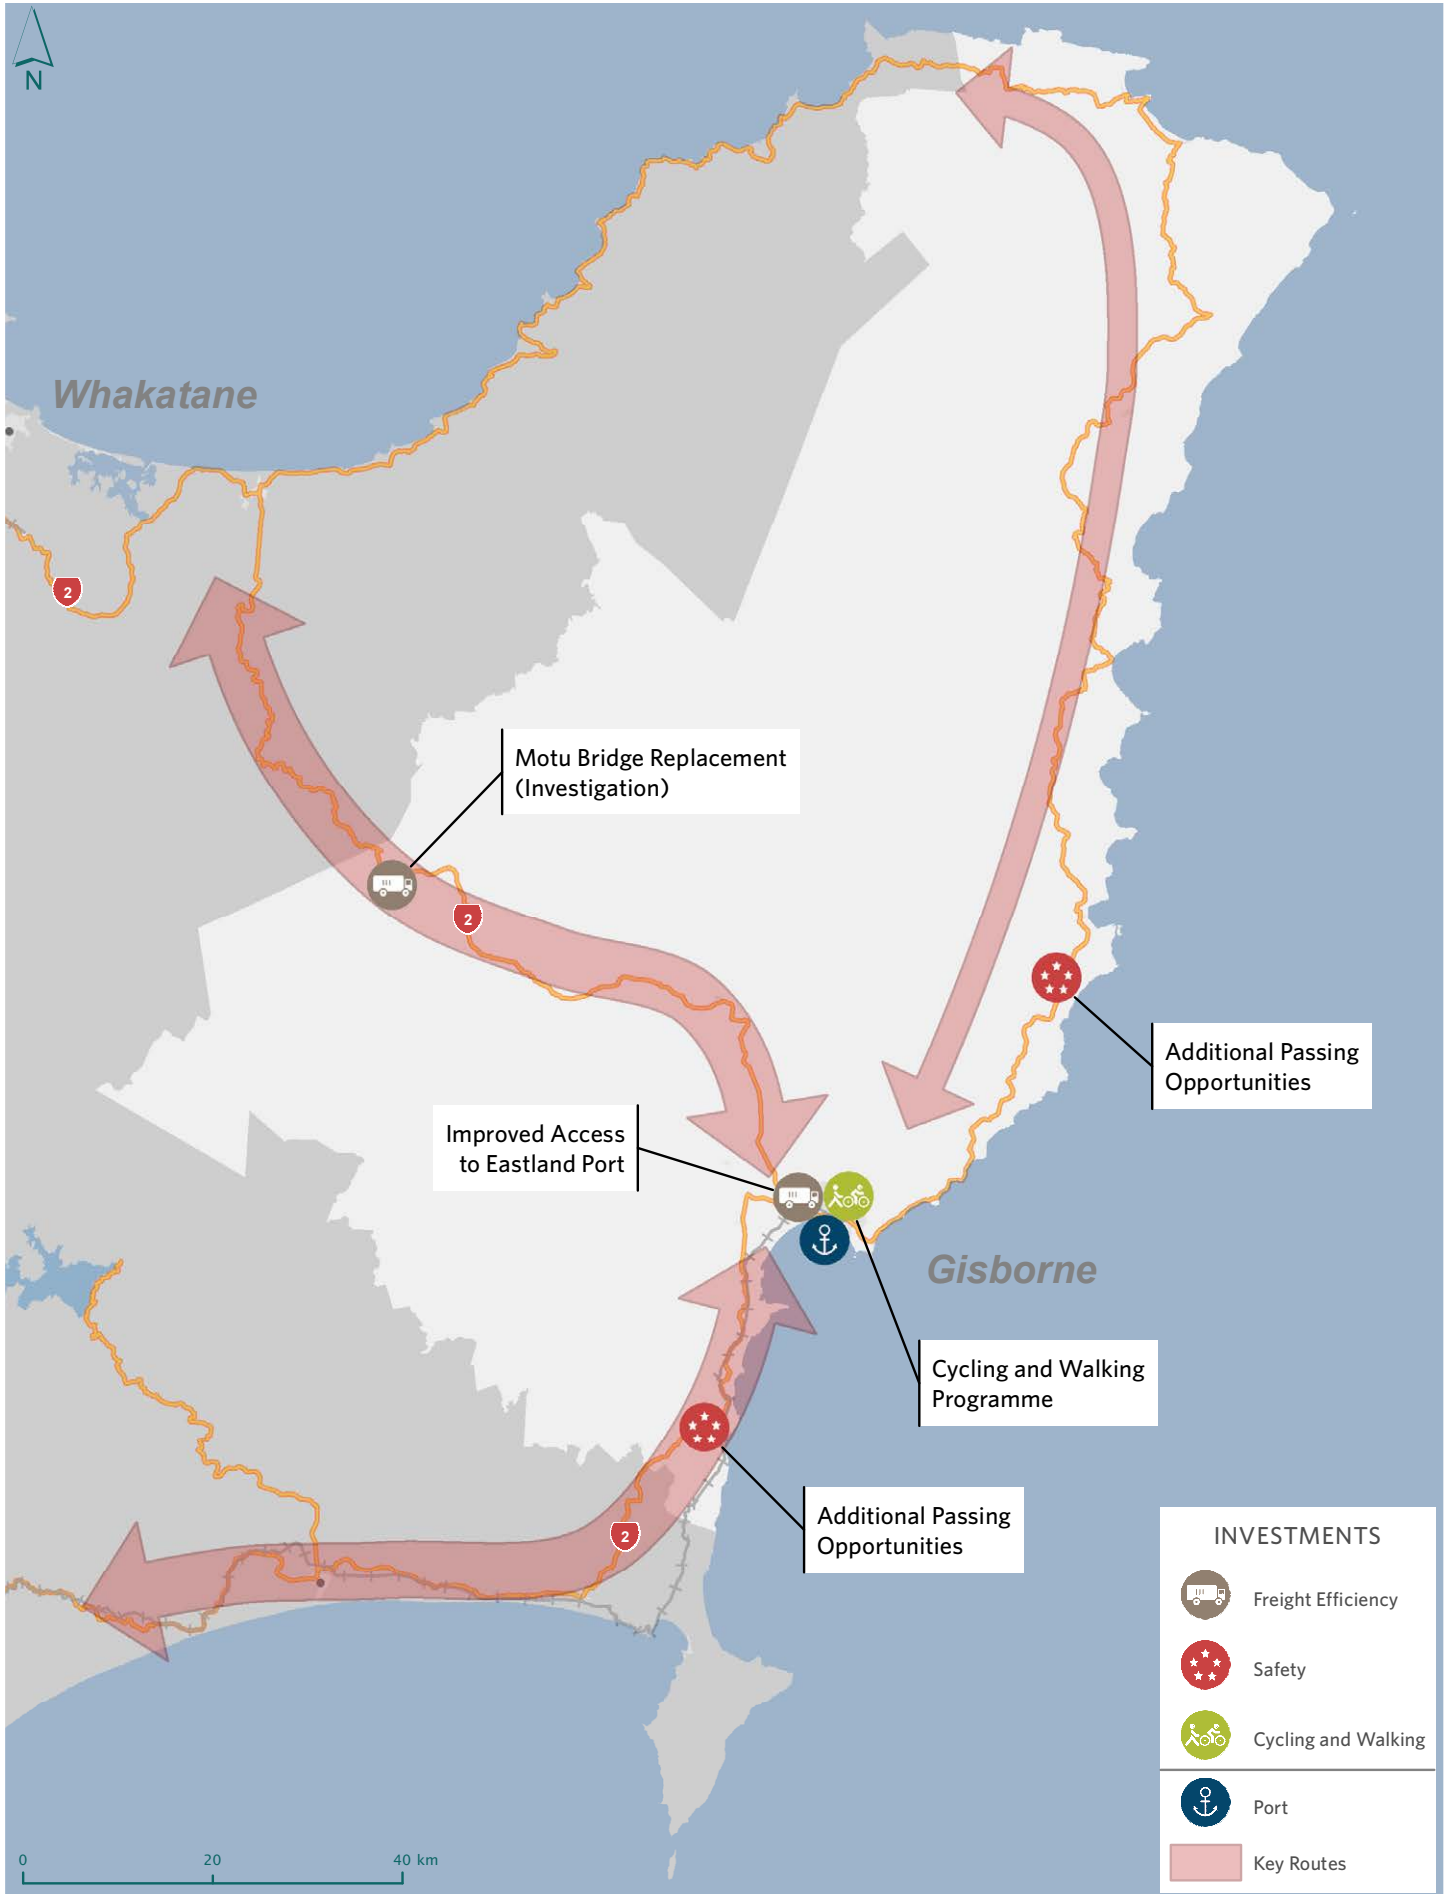 N
Whakatane
2
Motu Bridge Replacement
(Investigation)
2
Additional Passing
Opportunities
Improved Access
to Eastland Port
Gisborne
Cycling and Walking
Programme
Additional Passing
Opportunities
2
INVESTMENTS
Freight Efficiency
Safety
Cycling and Walking
Port
Key Routes
0 20 40 km